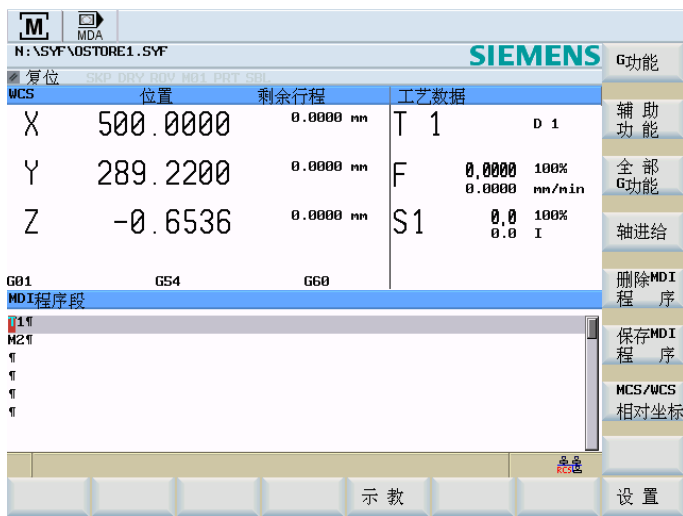 M
MDA
N:\SYF\OSTORE1.SYF
SIEMENS
复位 SKP DRY ROV M01 PRT SBL
WCS 位置 剩余行程 工艺数据
X 500.0000 0.0000 mm T 1 D 1
Y 289.2200 0.0000 mm F 0.0000 100%
0.0000 mm/min
Z -0.6536 0.0000 mm S1 0.0 100%
0.0 I
G01 G54 G60
MDI程序段
T1¶
M2¶
¶
¶
¶
¶
RCS
示 教
G功能
辅 助
功 能
全 部
G功能
轴进给
删除MDI
程 序
保存MDI
程 序
MCS/WCS
相对坐标
设 置